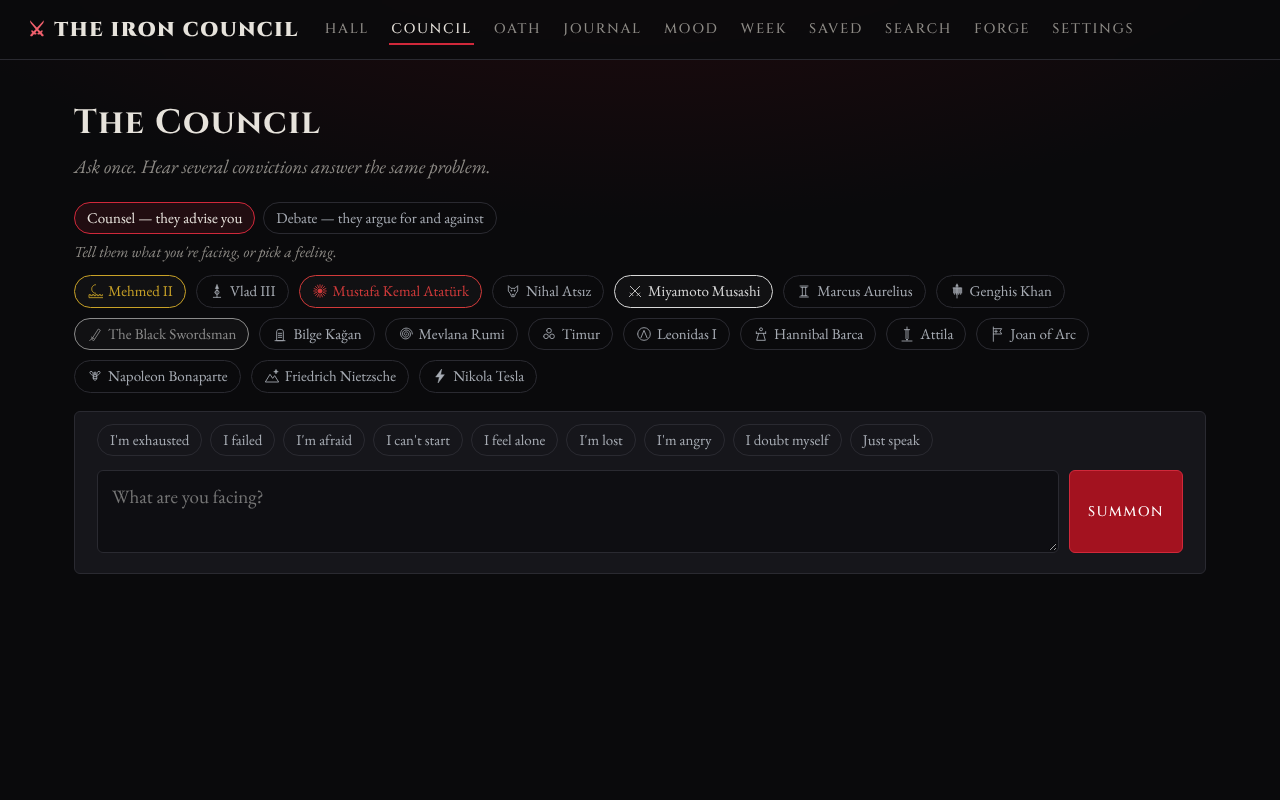 THE IRON COUNCIL HALL COUNCIL OATH JOURNAL MOOD WEEK SAVED SEARCH FORGE SETTINGS
The Council
Ask once. Hear several convictions answer the same problem.
Counsel — they advise you Debate — they argue for and against
Tell them what you're facing, or pick a feeling.
Mehmed II Vlad III Mustafa Kemal Atatürk Nihal Atsız Miyamoto Musashi Marcus Aurelius Genghis Khan
The Black Swordsman Bilge Kağan Mevlana Rumi Timur Leonidas I Hannibal Barca Attila Joan of Arc
Napoleon Bonaparte Friedrich Nietzsche Nikola Tesla
I'm exhausted I failed I'm afraid I can't start I feel alone I'm lost I'm angry I doubt myself Just speak
What are you facing?
SUMMON